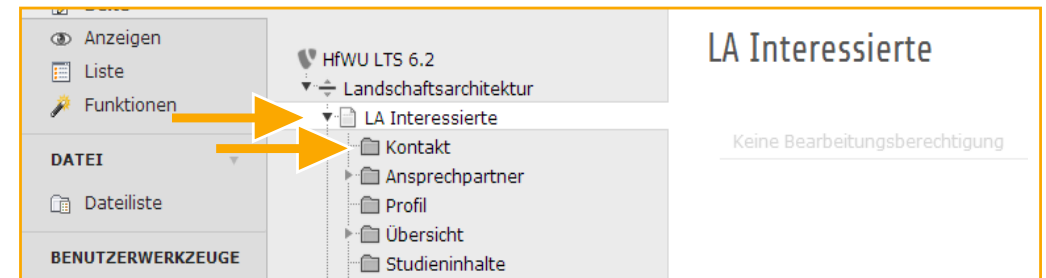 Anzeigen
Liste
Funktionen
DATEI
Dateiliste
BENUTZERWERKZEUGE
HfWU LTS 6.2
Landschaftsarchitektur
LA Interessierte
Kontakt
Ansprechpartner
Profil
Übersicht
Studieninhalte
LA Interessierte
Keine Bearbeitungsberechtigung